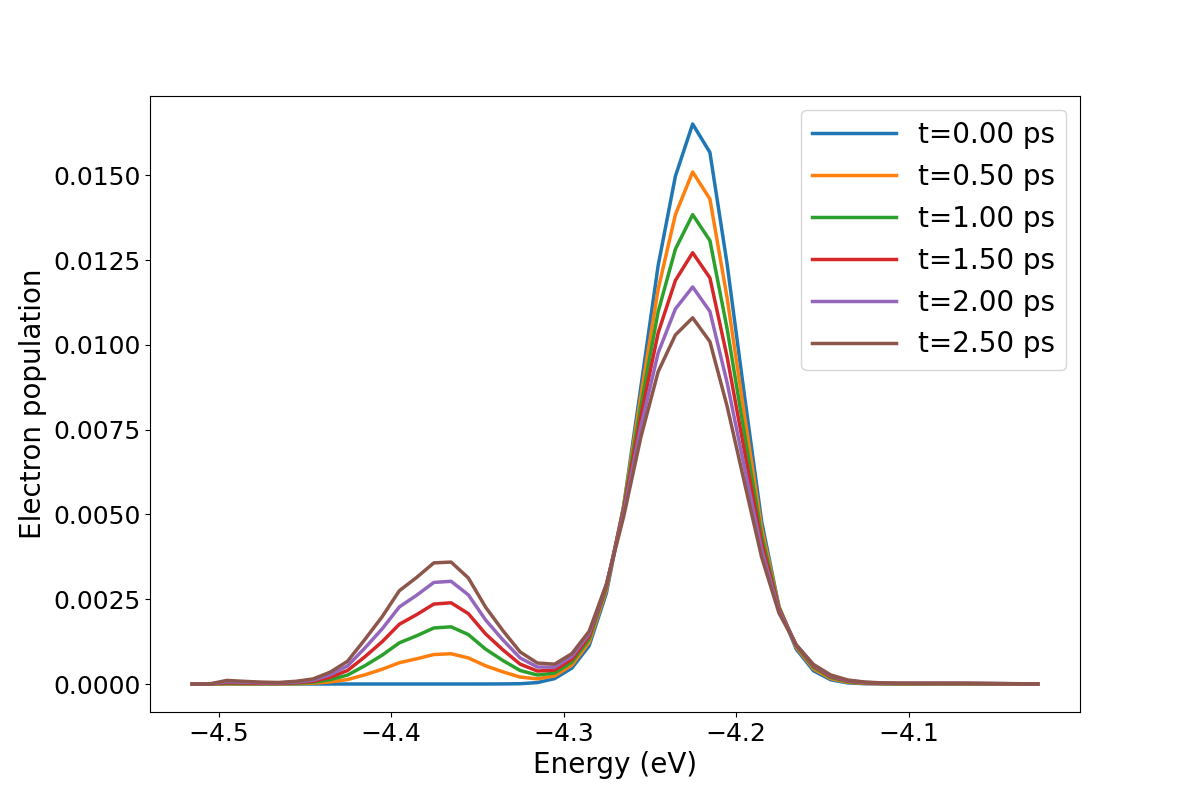 t=0.00 ps
t=0.50 ps
t=1.00 ps
t=1.50 ps
t=2.00 ps
t=2.50 ps
0.0150
0.0125
0.0100
0.0075
0.0050
0.0025
0.0000
Electron population
−4.5 −4.4 −4.3 −4.2 −4.1
Energy (eV)